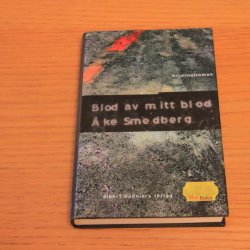 kriminalroman
Blod av mitt blod
Åke Smedberg
albert bonniers förlag